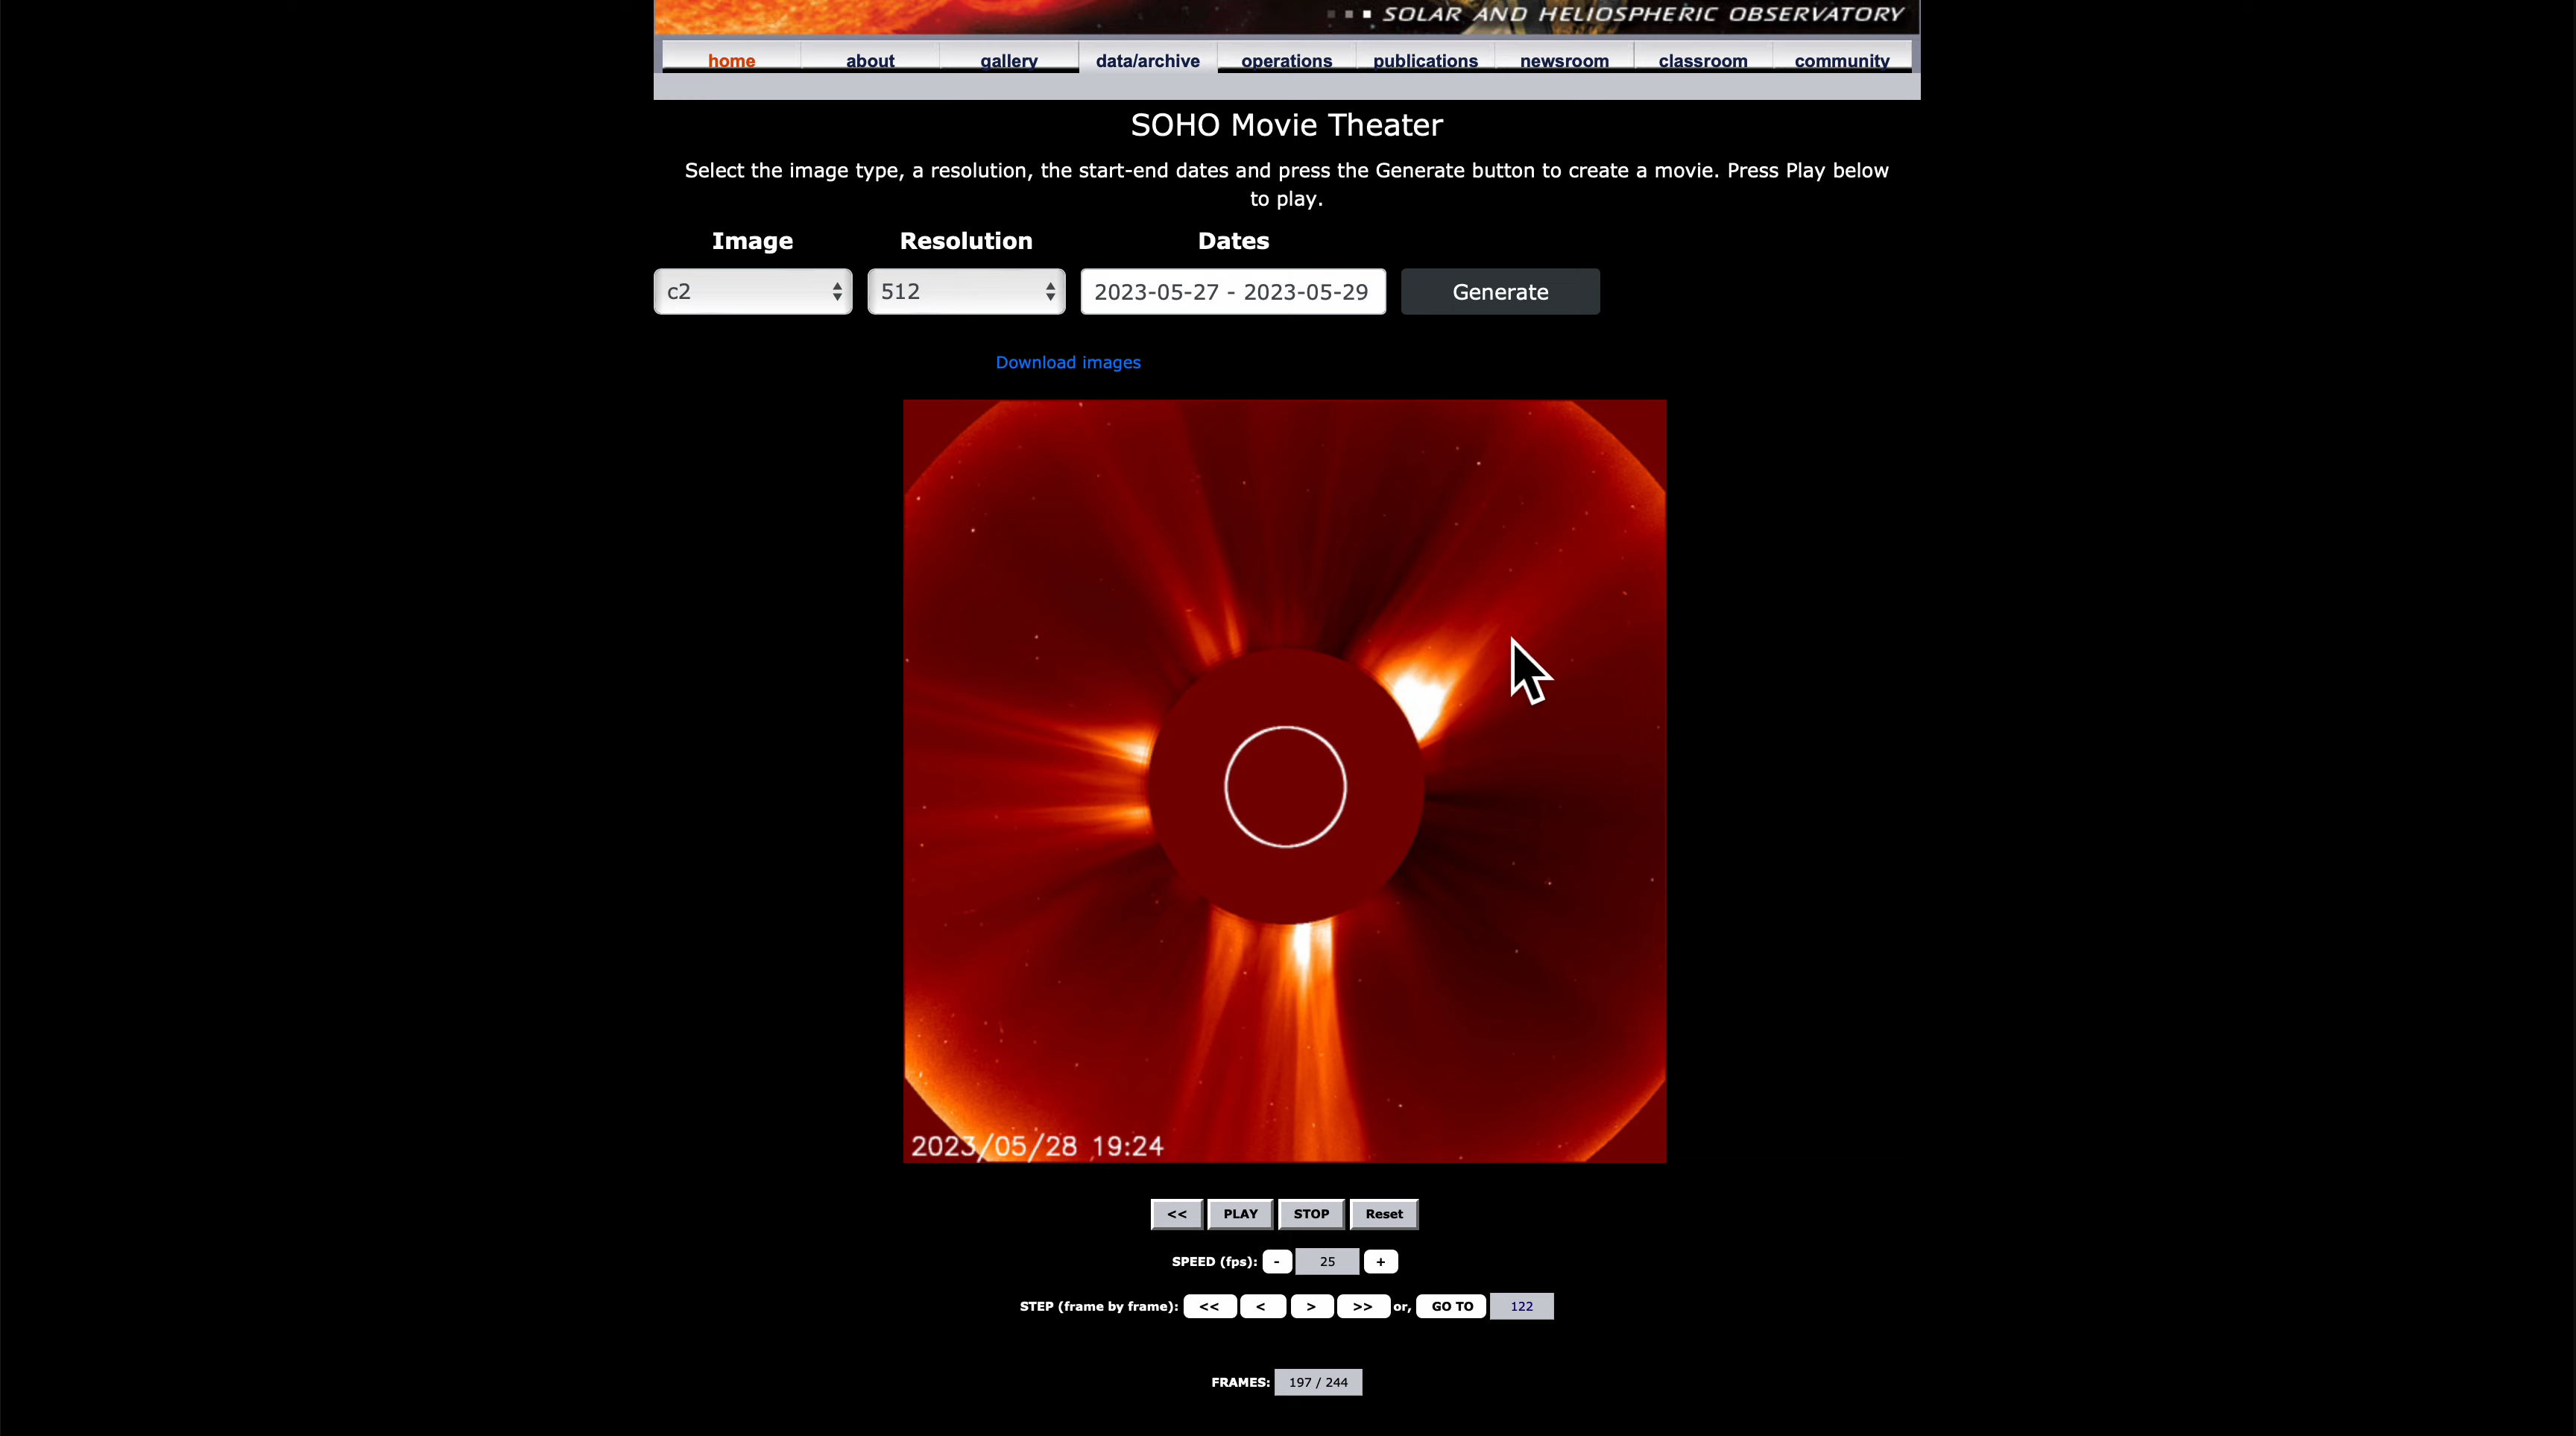 SOLAR AND HELIOSPHERIC OBSERVATORY
home about gallery data/archive operations publications newsroom classroom community
SOHO Movie Theater
Select the image type, a resolution, the start-end dates and press the Generate button to create a movie. Press Play below
to play.
Image Resolution Dates
c2 512 2023-05-27 - 2023-05-29 Generate
Download images
2023/05/28 19:24
<< PLAY STOP Reset
SPEED (fps): - 25 +
STEP (frame by frame): << < > >> or, GO TO 122
FRAMES: 197 / 244